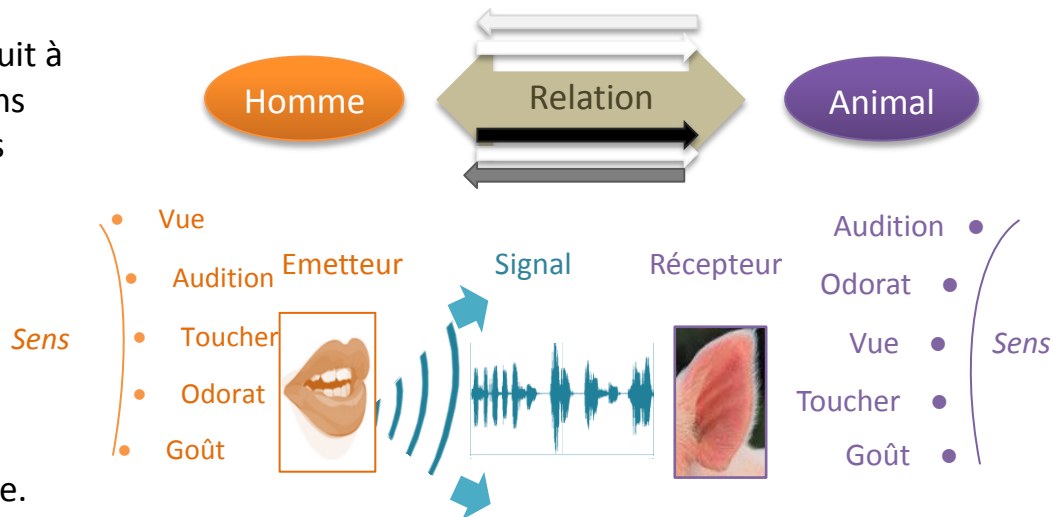 uit à
ns
s
Homme
Relation
Animal
Vue
Audition
Toucher
Odorat
Goût
Sens
Emetteur
Signal
Récepteur
Audition
Odorat
Vue
Toucher
Goût
Sens
e.